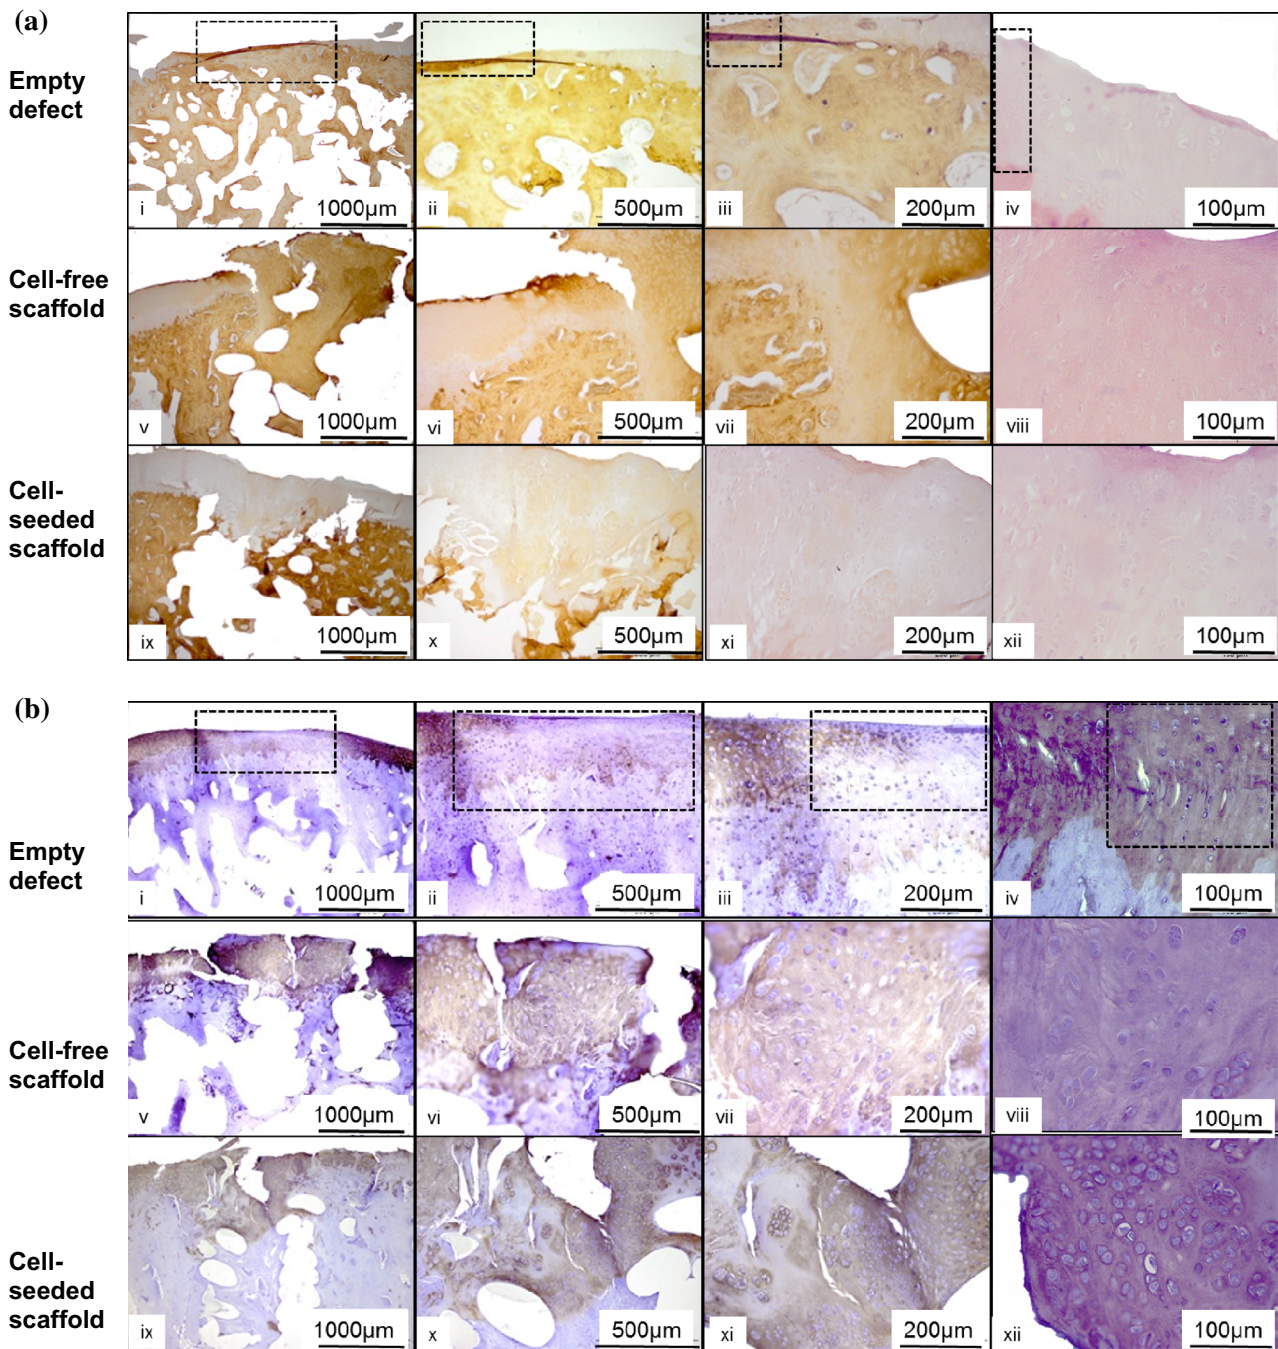 (a)
Empty
defect
i
1000µm
ii
500µm
iii
200µm
iv
100µm
Cell-free
scaffold
v
1000µm
vi
500µm
vii
200µm
viii
100µm
Cell-
seeded
scaffold
ix
1000µm
x
500µm
xi
200µm
xii
100µm
(b)
Empty
defect
i
1000µm
ii
500µm
iii
200µm
iv
100µm
Cell-free
scaffold
v
1000µm
vi
500µm
vii
200µm
viii
100µm
Cell-
seeded
scaffold
ix
1000µm
x
500µm
xi
200µm
xii
100µm